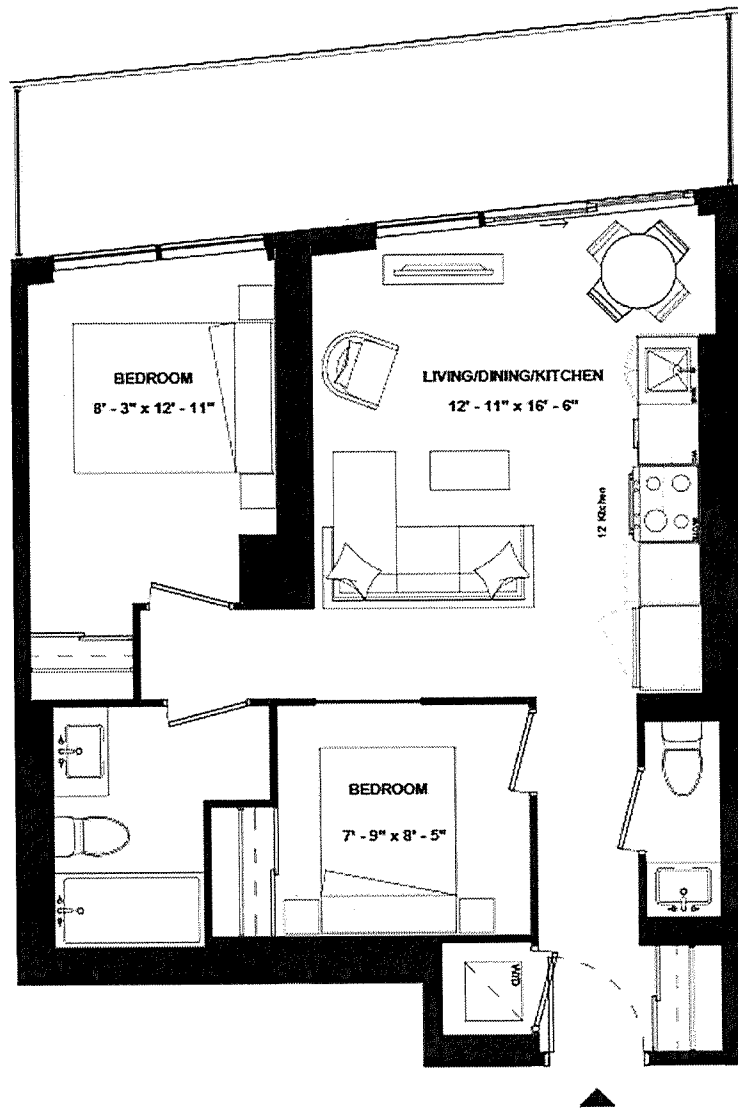 BEDROOM
8' - 3" x 12' - 11"
LIVING/DINING/KITCHEN
12' - 11" x 16' - 6"
12 Kitchen
BEDROOM
7' - 9" x 8' - 5"
W/D